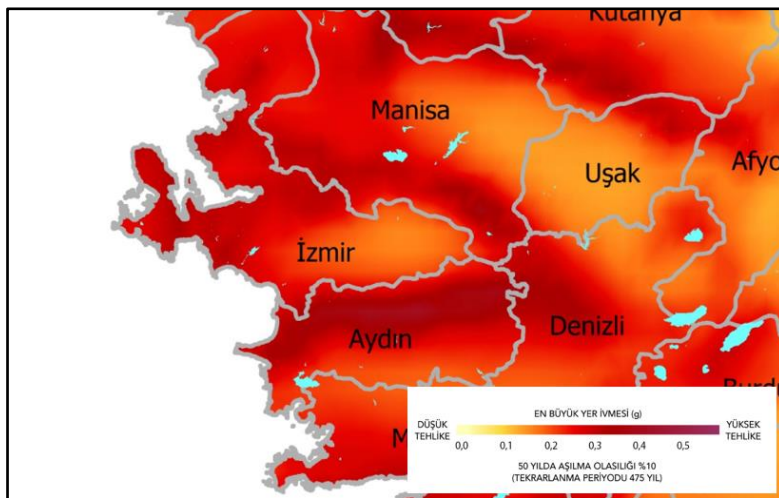 Kütahya
Manisa
Uşak
Afyo
İzmir
Denizli
Aydın
Burdu
M
EN BÜYÜK YER İVMESİ (g)
DÜŞÜK TEHLİKE
YÜKSEK TEHLİKE
0,0 0,1 0,2 0,3 0,4 0,5
50 YILDA AŞILMA OLASILIĞI %10
(TEKRARLANMA PERİYODU 475 YIL)